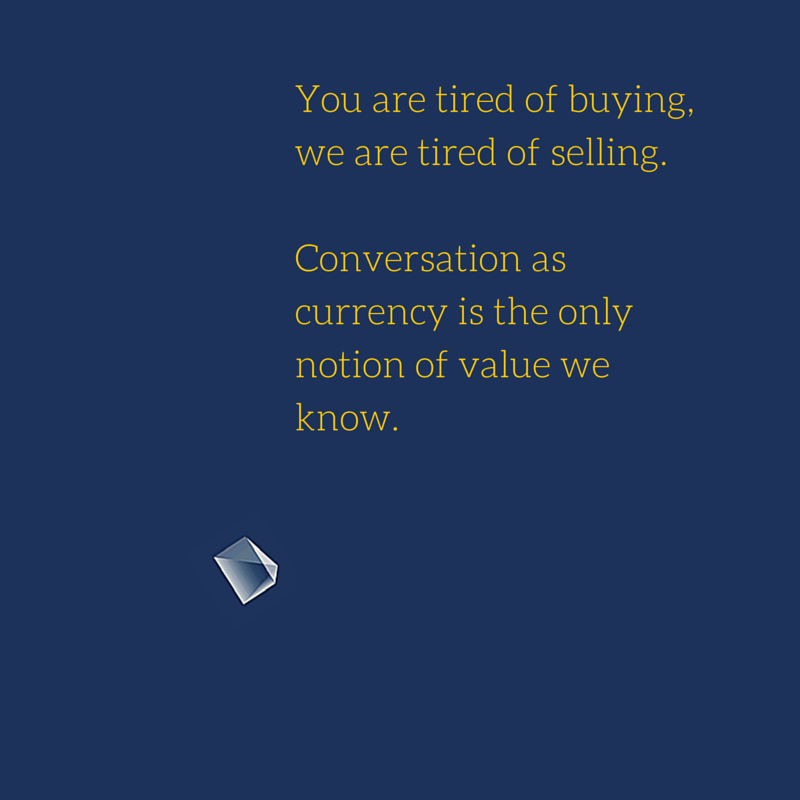 You are tired of buying,
we are tired of selling.
Conversation as
currency is the only
notion of value we
know.